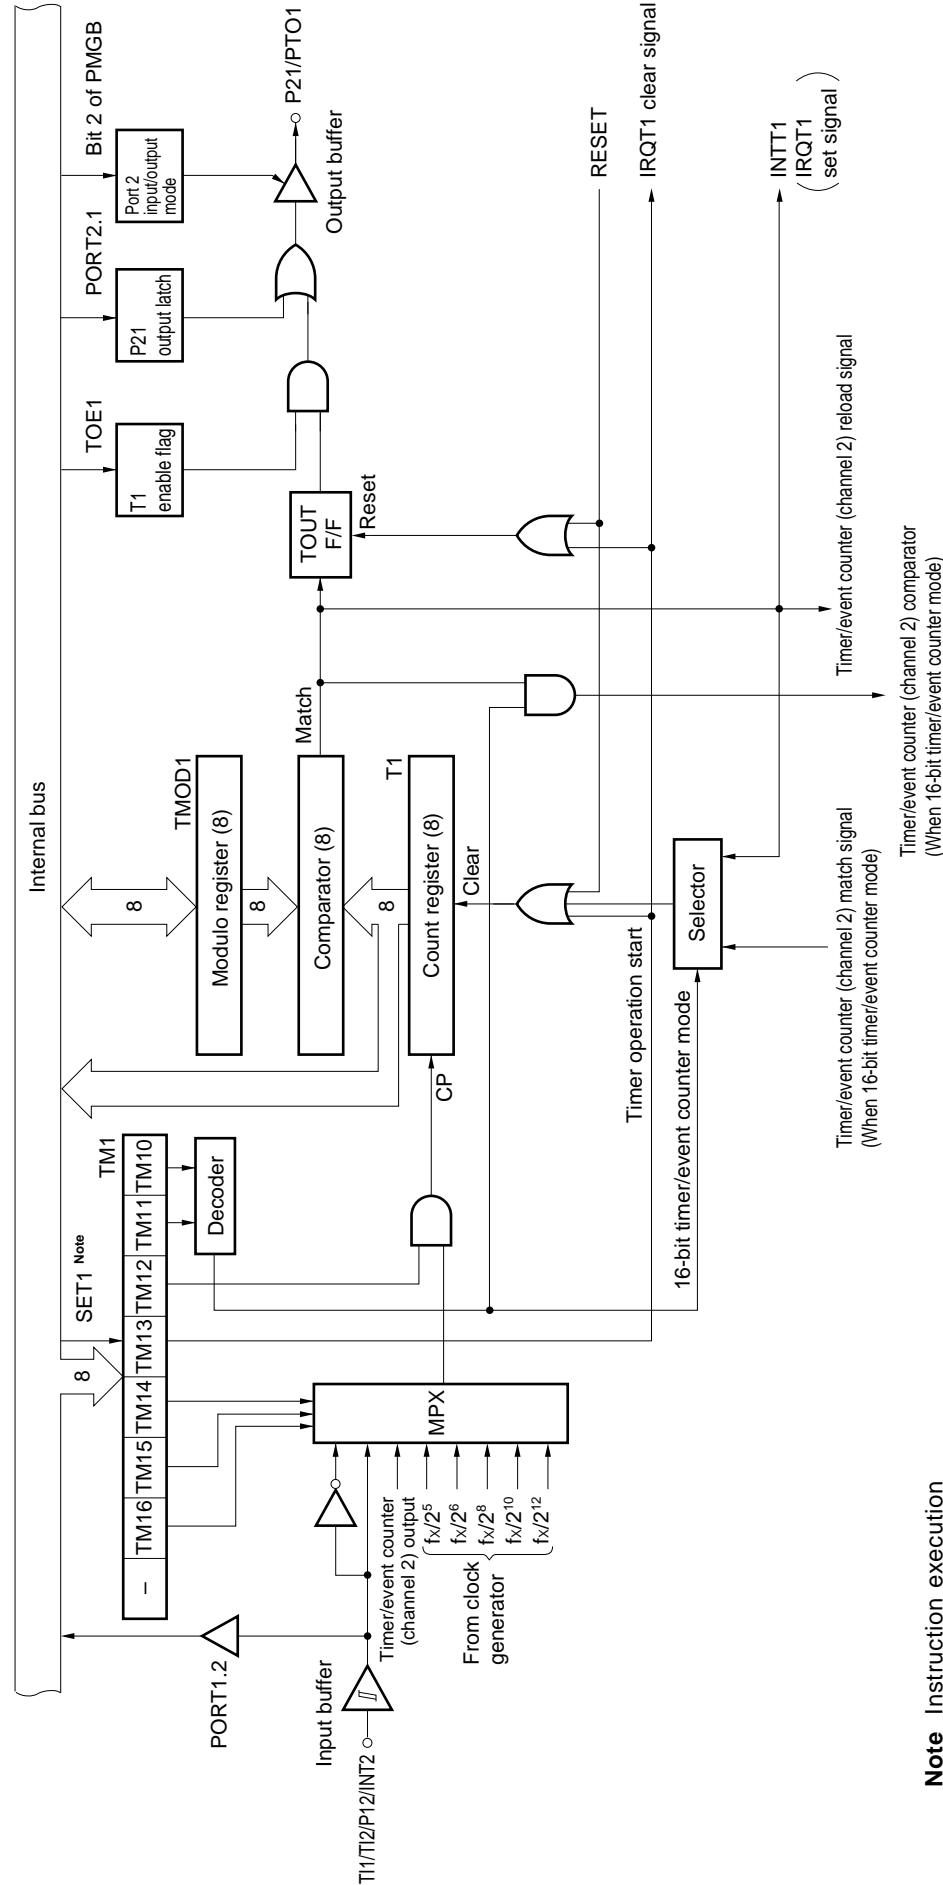 Internal bus
SET1 Note
TM1
8
–
TM16
TM15
TM14
TM13
TM12
TM11
TM10
Decoder
PORT1.2
Input buffer
TI1/TI2/P12/INT2
Timer/event counter
(channel 2) output
fX/2⁵
fX/2⁶
fX/2⁸
fX/2¹⁰
fX/2¹²
From clock
generator
MPX
CP
8
TMOD1
Modulo register (8)
8
Comparator (8)
Match
8
T1
Count register (8)
Clear
TOE1
T1
enable flag
PORT2.1
P21
output latch
Bit 2 of PMGB
Port 2
input/output
mode
P21/PTO1
Output buffer
TOUT
F/F
Reset
Timer operation start
16-bit timer/event counter mode
Selector
RESET
IRQT1 clear signal
INTT1
(IRQT1
set signal)
Timer/event counter (channel 2) match signal
(When 16-bit timer/event counter mode)
Timer/event counter (channel 2) reload signal
Timer/event counter (channel 2) comparator
(When 16-bit timer/event counter mode)
Note Instruction execution